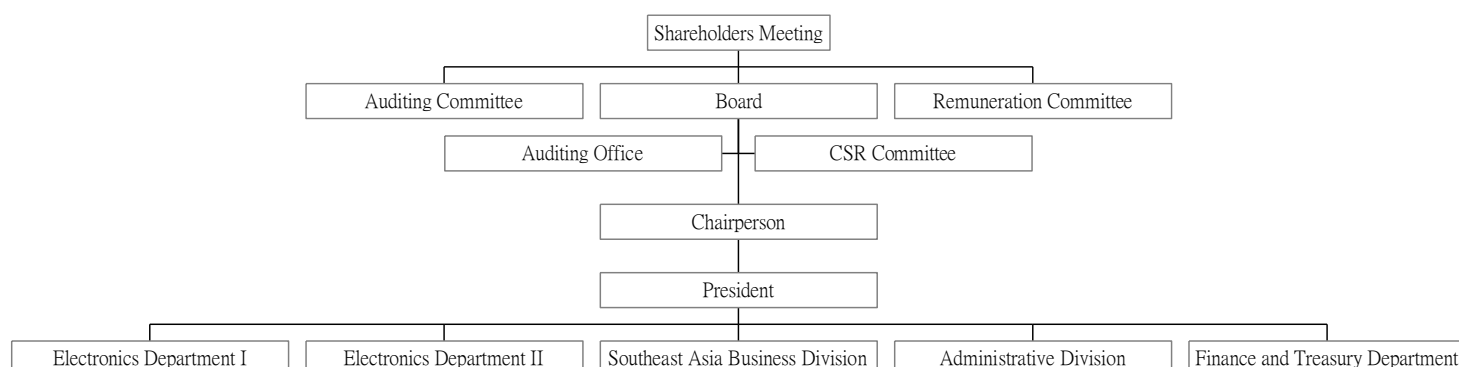 Shareholders Meeting
Auditing Committee
Board
Remuneration Committee
Auditing Office
CSR Committee
Chairperson
President
Electronics Department I
Electronics Department II
Southeast Asia Business Division
Administrative Division
Finance and Treasury Department